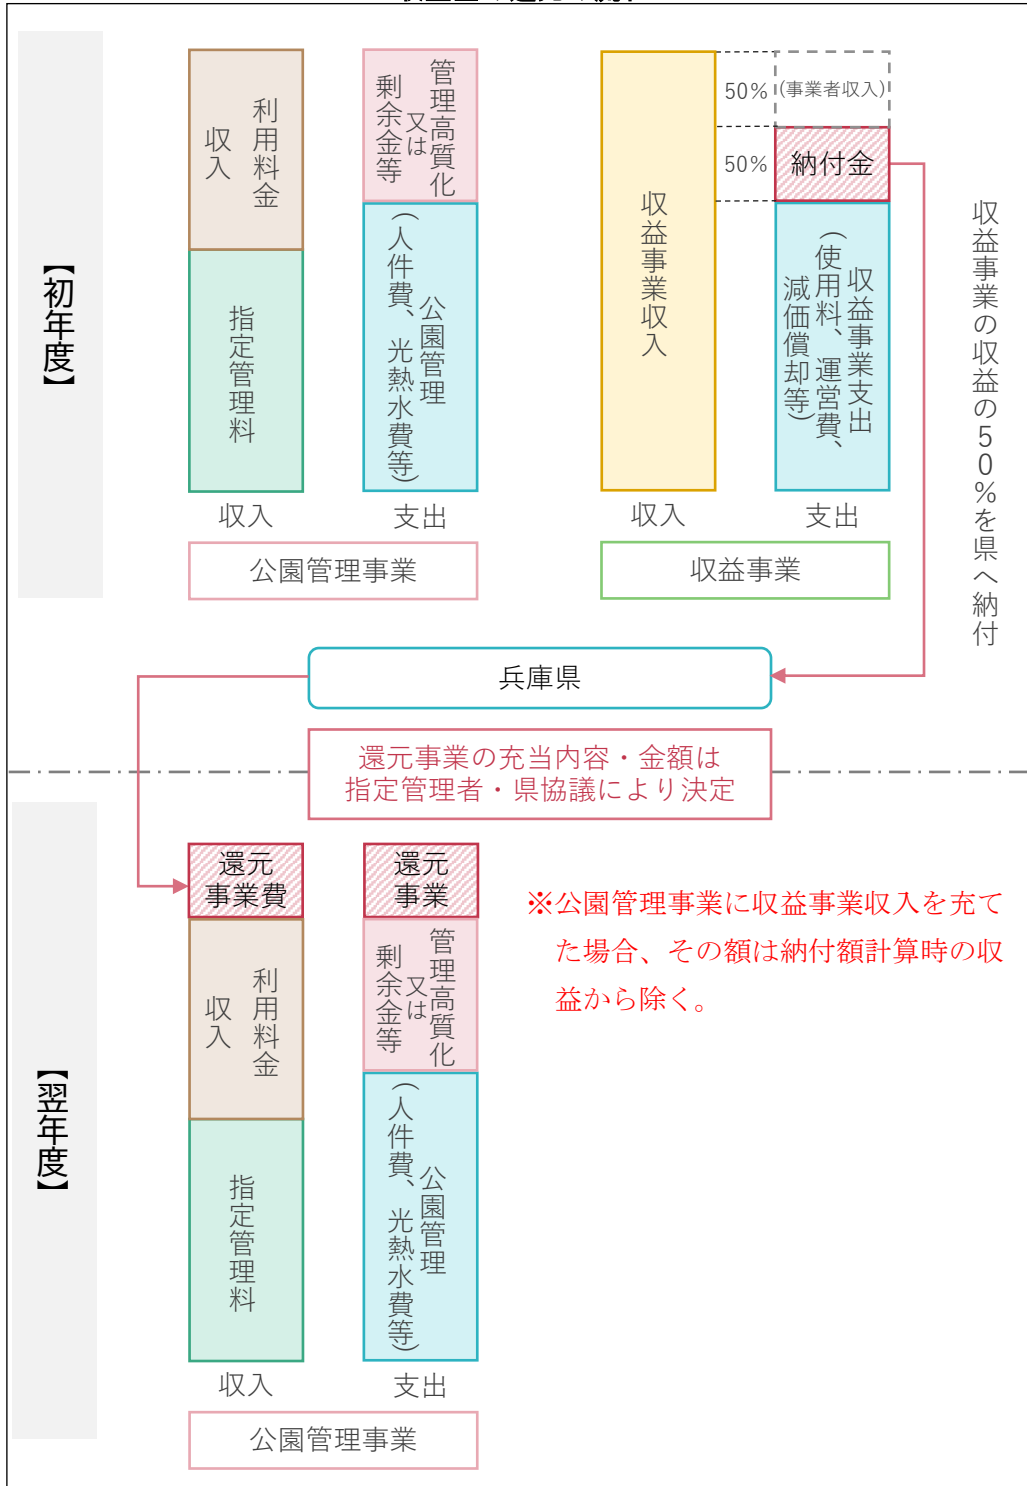 【初年度】
利用料金
収入
指定管理料
収入
管理高質化
又は
剰余金等
公園管理
（人件費、光熱水費等）
支出
公園管理事業
収益事業収入
収入
50%
(事業者収入)
50%
納付金
収益事業支出
（使用料、運営費、
減価償却等）
支出
収益事業
収益事業の収益の50%を県へ納付
兵庫県
還元事業の充当内容・金額は
指定管理者・県協議により決定
【翌年度】
還元
事業費
利用料金
収入
指定管理料
収入
還元
事業
管理高質化
又は
剰余金等
公園管理
（人件費、光熱水費等）
支出
公園管理事業
※公園管理事業に収益事業収入を充て
た場合、その額は納付額計算時の収
益から除く。